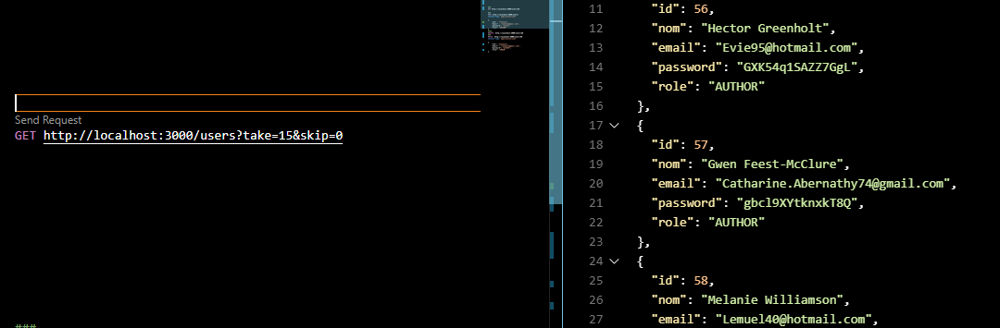 Send Request
GET http://localhost:3000/users?take=15&skip=0
###
11 "id": 56,
12 "nom": "Hector Greenholt",
13 "email": "Evie95@hotmail.com",
14 "password": "GXK54q1SAZZ7GgL",
15 "role": "AUTHOR"
16 },
17 {
18 "id": 57,
19 "nom": "Gwen Feest-McClure",
20 "email": "Catharine.Abernathy74@gmail.com",
21 "password": "gbcl9XYtknxkT8Q",
22 "role": "AUTHOR"
23 },
24 {
25 "id": 58,
26 "nom": "Melanie Williamson",
27 "email": "Lemuel40@hotmail.com",